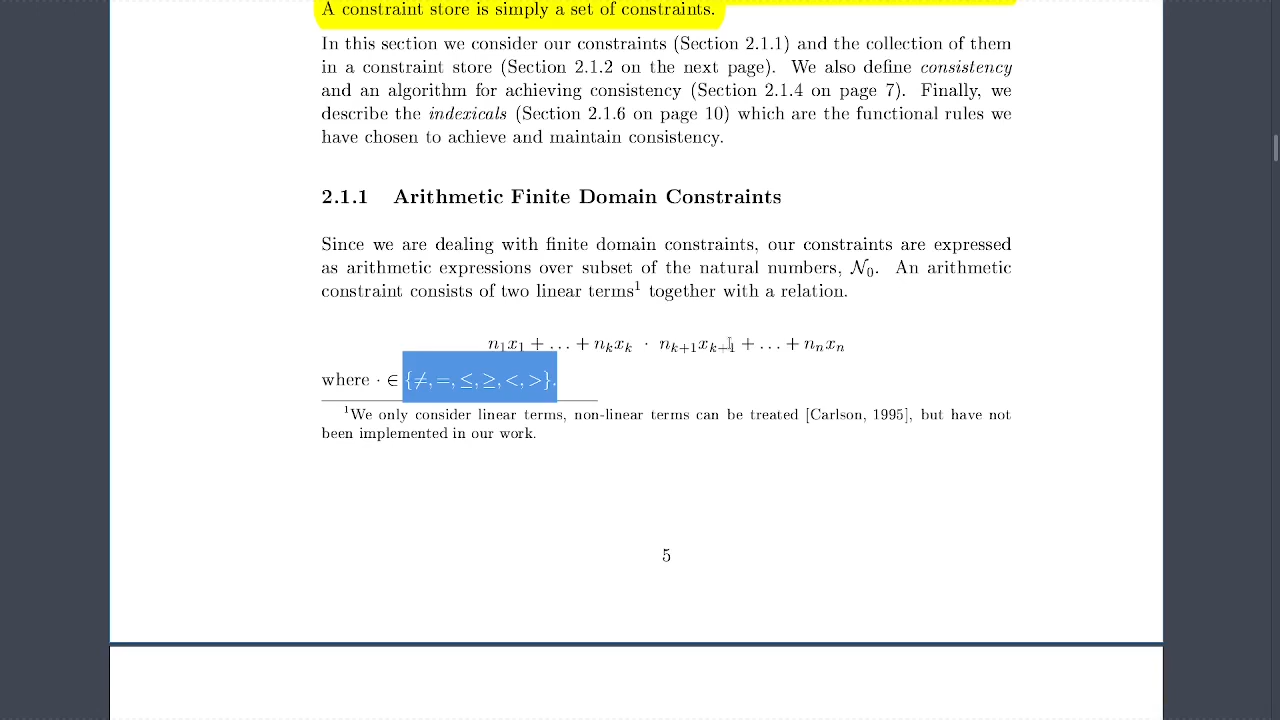 A constraint store is simply a set of constraints.
In this section we consider our constraints (Section 2.1.1) and the collection of them
in a constraint store (Section 2.1.2 on the next page). We also define consistency
and an algorithm for achieving consistency (Section 2.1.4 on page 7). Finally, we
describe the indexicals (Section 2.1.6 on page 10) which are the functional rules we
have chosen to achieve and maintain consistency.
2.1.1 Arithmetic Finite Domain Constraints
Since we are dealing with finite domain constraints, our constraints are expressed
as arithmetic expressions over subset of the natural numbers, 𝒩₀. An arithmetic
constraint consists of two linear terms¹ together with a relation.
n₁x₁ + … + nₖxₖ · nₖ₊₁xₖ₊₁ + … + nₙxₙ
where · ∈ {≠, =, ≤, ≥, <, >}.
¹We only consider linear terms, non-linear terms can be treated [Carlson, 1995], but have not
been implemented in our work.
5